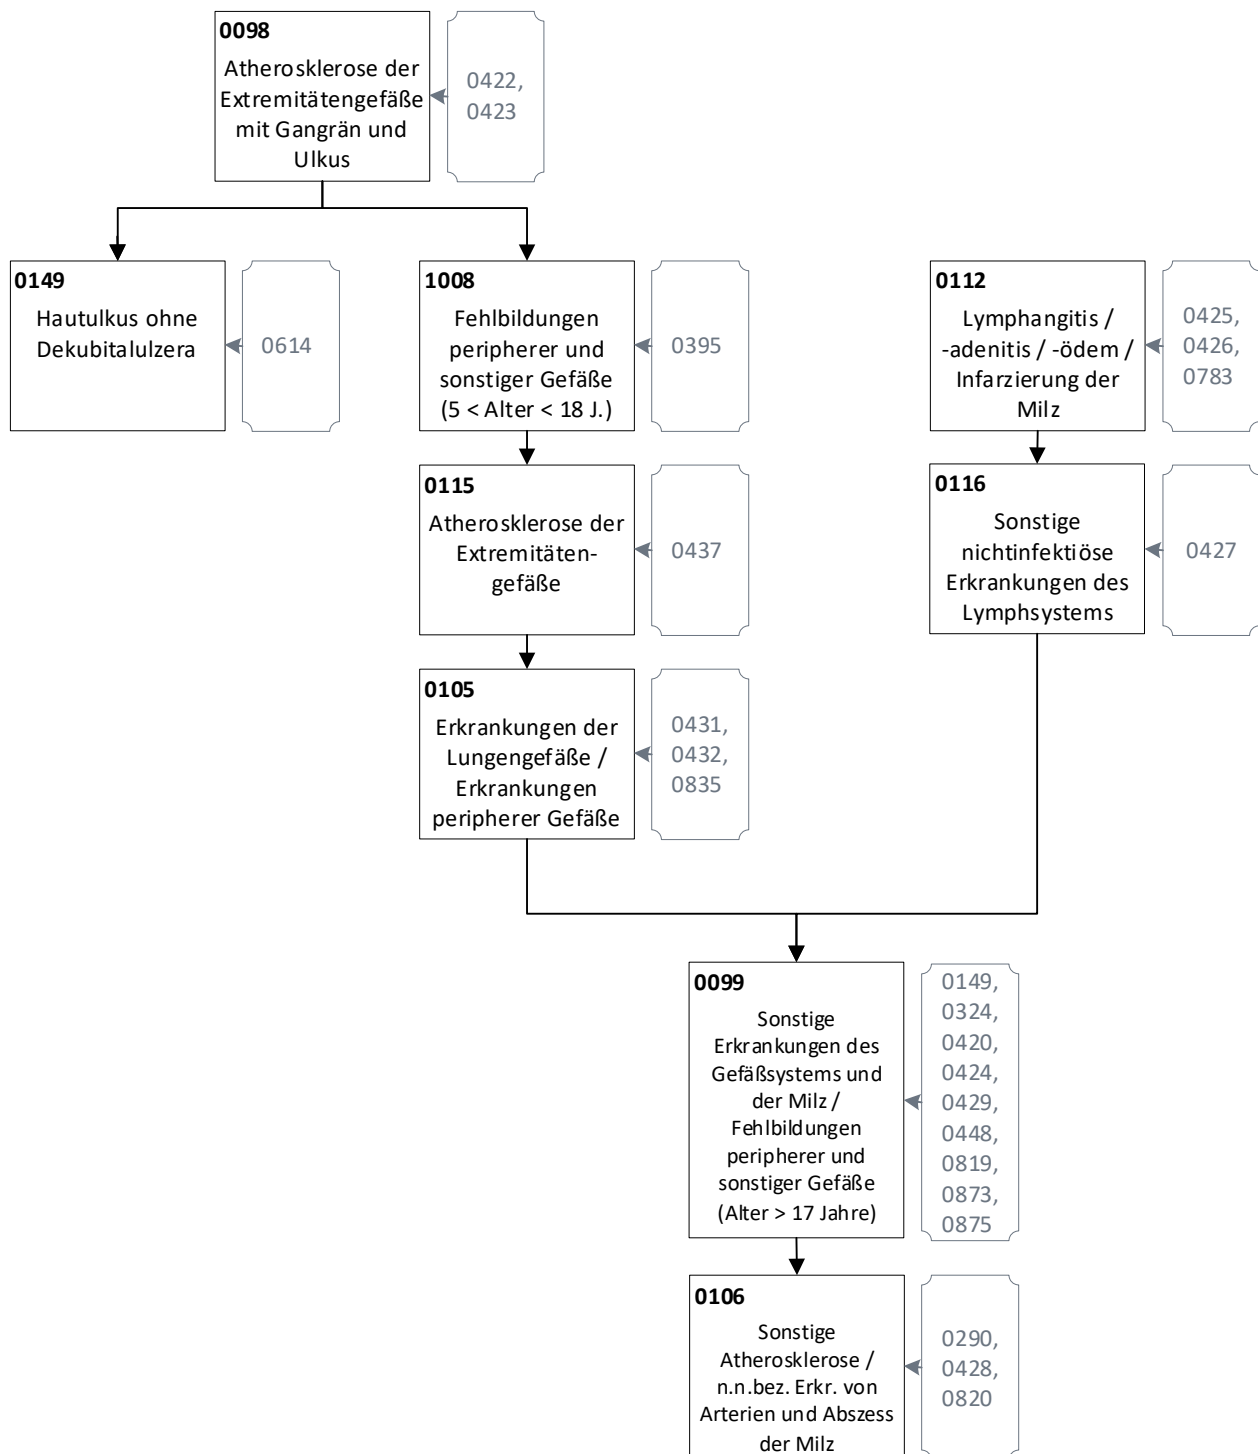 0098
Atherosklerose der
Extremitätengefäße
mit Gangrän und
Ulkus
0422,
0423
0149
Hautulkus ohne
Dekubitalulzera
0614
1008
Fehlbildungen
peripherer und
sonstiger Gefäße
(5 < Alter < 18 J.)
0395
0112
Lymphangitis /
-adenitis / -ödem /
Infarzierung der
Milz
0425,
0426,
0783
0115
Atherosklerose der
Extremitäten-
gefäße
0437
0116
Sonstige
nichtinfektiöse
Erkrankungen des
Lymphsystems
0427
0105
Erkrankungen der
Lungengefäße /
Erkrankungen
peripherer Gefäße
0431,
0432,
0835
0099
Sonstige
Erkrankungen des
Gefäßsystems und
der Milz /
Fehlbildungen
peripherer und
sonstiger Gefäße
(Alter > 17 Jahre)
0149,
0324,
0420,
0424,
0429,
0448,
0819,
0873,
0875
0106
Sonstige
Atherosklerose /
n.n.bez. Erkr. von
Arterien und Abszess
der Milz
0290,
0428,
0820